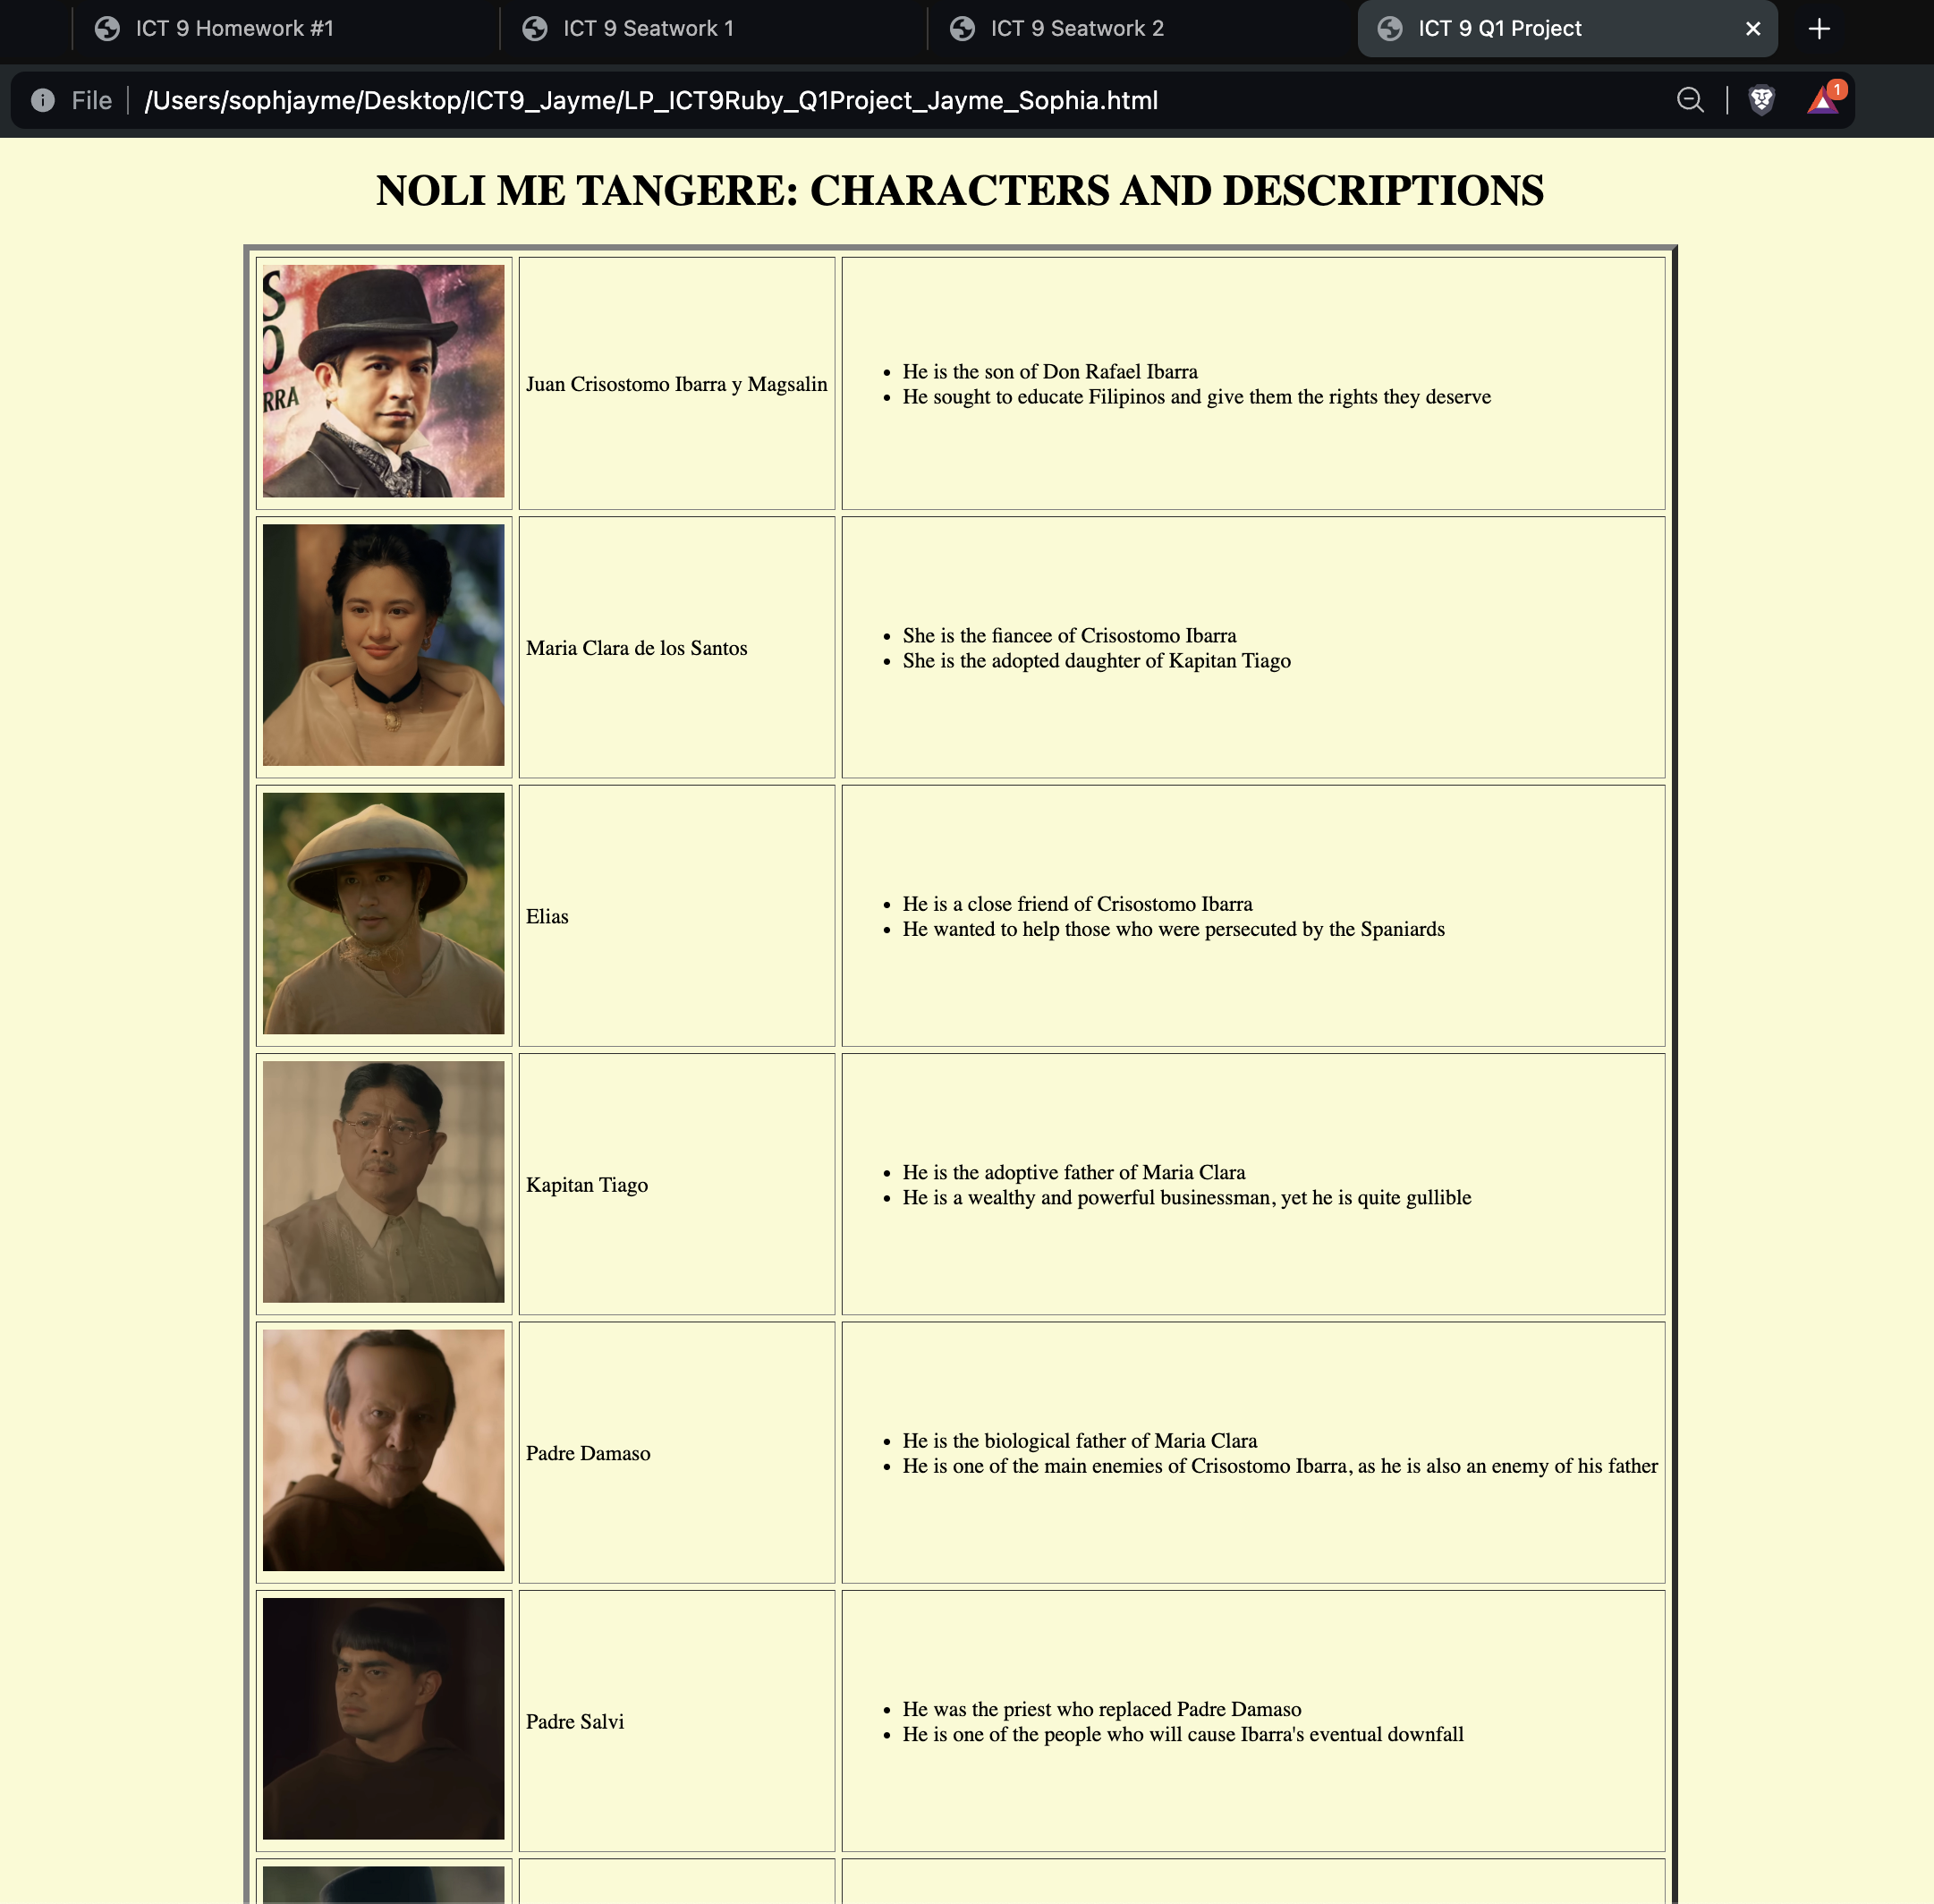 ICT 9 Homework #1
ICT 9 Seatwork 1
ICT 9 Seatwork 2
ICT 9 Q1 Project
File
/Users/sophjayme/Desktop/ICT9_Jayme/LP_ICT9Ruby_Q1Project_Jayme_Sophia.html
1
NOLI ME TANGERE: CHARACTERS AND DESCRIPTIONS
S
O
RRA
Juan Crisostomo Ibarra y Magsalin
He is the son of Don Rafael Ibarra
He sought to educate Filipinos and give them the rights they deserve
Maria Clara de los Santos
She is the fiancee of Crisostomo Ibarra
She is the adopted daughter of Kapitan Tiago
Elias
He is a close friend of Crisostomo Ibarra
He wanted to help those who were persecuted by the Spaniards
Kapitan Tiago
He is the adoptive father of Maria Clara
He is a wealthy and powerful businessman, yet he is quite gullible
Padre Damaso
He is the biological father of Maria Clara
He is one of the main enemies of Crisostomo Ibarra, as he is also an enemy of his father
Padre Salvi
He was the priest who replaced Padre Damaso
He is one of the people who will cause Ibarra's eventual downfall